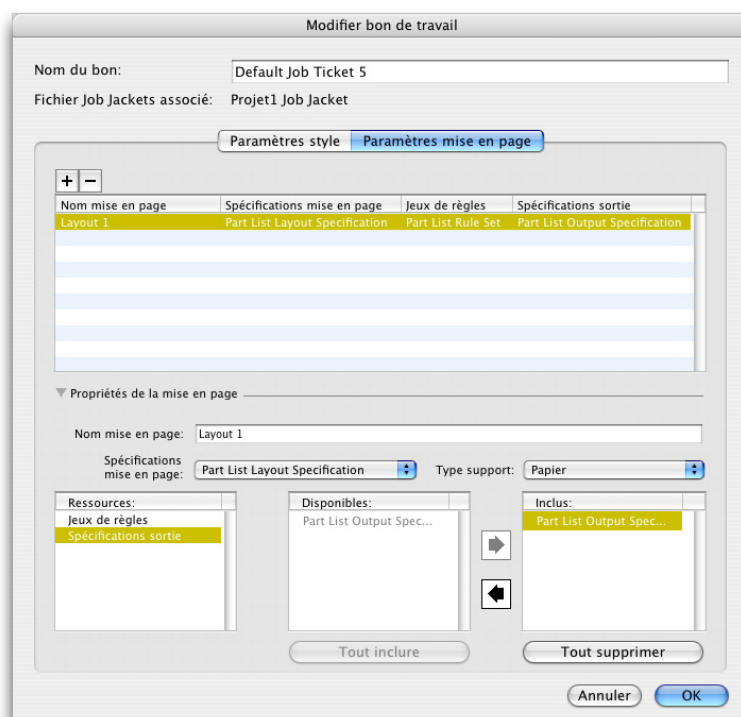 Modifier bon de travail
Nom du bon: Default Job Ticket 5
Fichier Job Jackets associé: Projet1 Job Jacket
Paramètres style Paramètres mise en page
+ −
Nom mise en page Spécifications mise en page Jeux de règles Spécifications sortie
Layout 1 Part List Layout Specification Part List Rule Set Part List Output Specification
Propriétés de la mise en page
Nom mise en page: Layout 1
Spécifications
mise en page: Part List Layout Specification Type support: Papier
Ressources: Disponibles: Inclus:
Jeux de règles Part List Output Spec... Part List Output Spec...
Spécifications sortie
Tout inclure Tout supprimer
Annuler OK